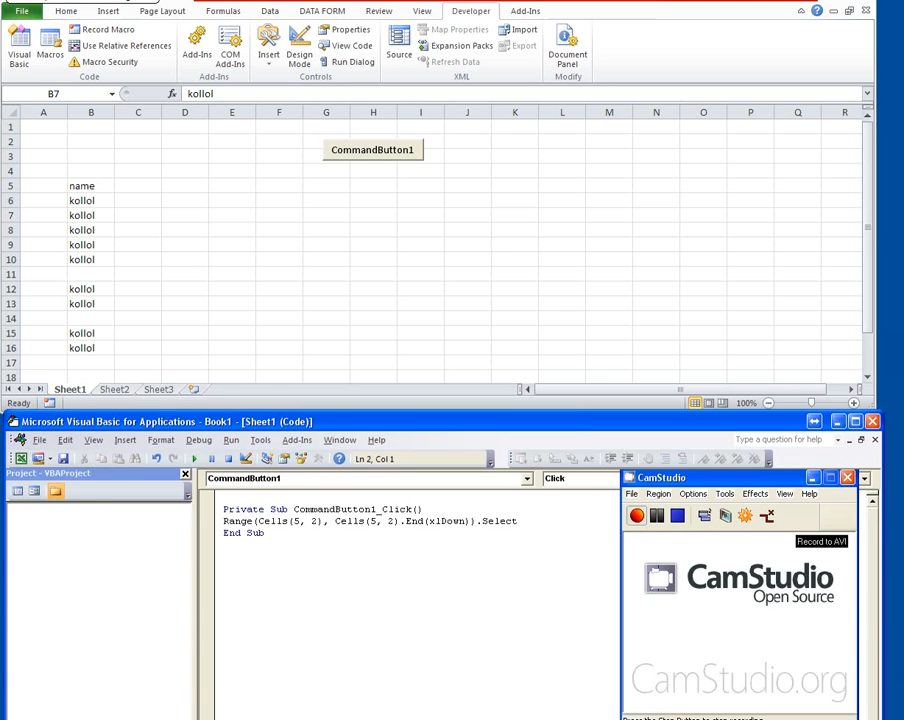 File Home Insert Page Layout Formulas Data DATA FORM Review View Developer Add-Ins
Visual Basic Macros Record Macro Use Relative References Macro Security
Add-Ins COM Add-Ins Insert Design Mode Properties View Code Run Dialog
Source Map Properties Expansion Packs Refresh Data Import Export Document Panel
Code Add-Ins Controls XML Modify
B7 fx kollol
A B C D E F G H I J K L M N O P Q R
1
2 CommandButton1
3
4
5 name
6 kollol
7 kollol
8 kollol
9 kollol
10 kollol
11
12 kollol
13 kollol
14
15 kollol
16 kollol
17
18
Sheet1 Sheet2 Sheet3
Ready 100%
Microsoft Visual Basic for Applications - Book1 - [Sheet1 (Code)]
File Edit View Insert Format Debug Run Tools Add-Ins Window Help Type a question for help
Ln 2, Col 1
Project - VBAProject
CommandButton1 Click
Private Sub CommandButton1_Click()
Range(Cells(5, 2), Cells(5, 2).End(xlDown)).Select
End Sub
CamStudio
File Region Options Tools Effects View Help
Record to AVI
CamStudio
Open Source
CamStudio.org
Press the Stop Button to stop recording